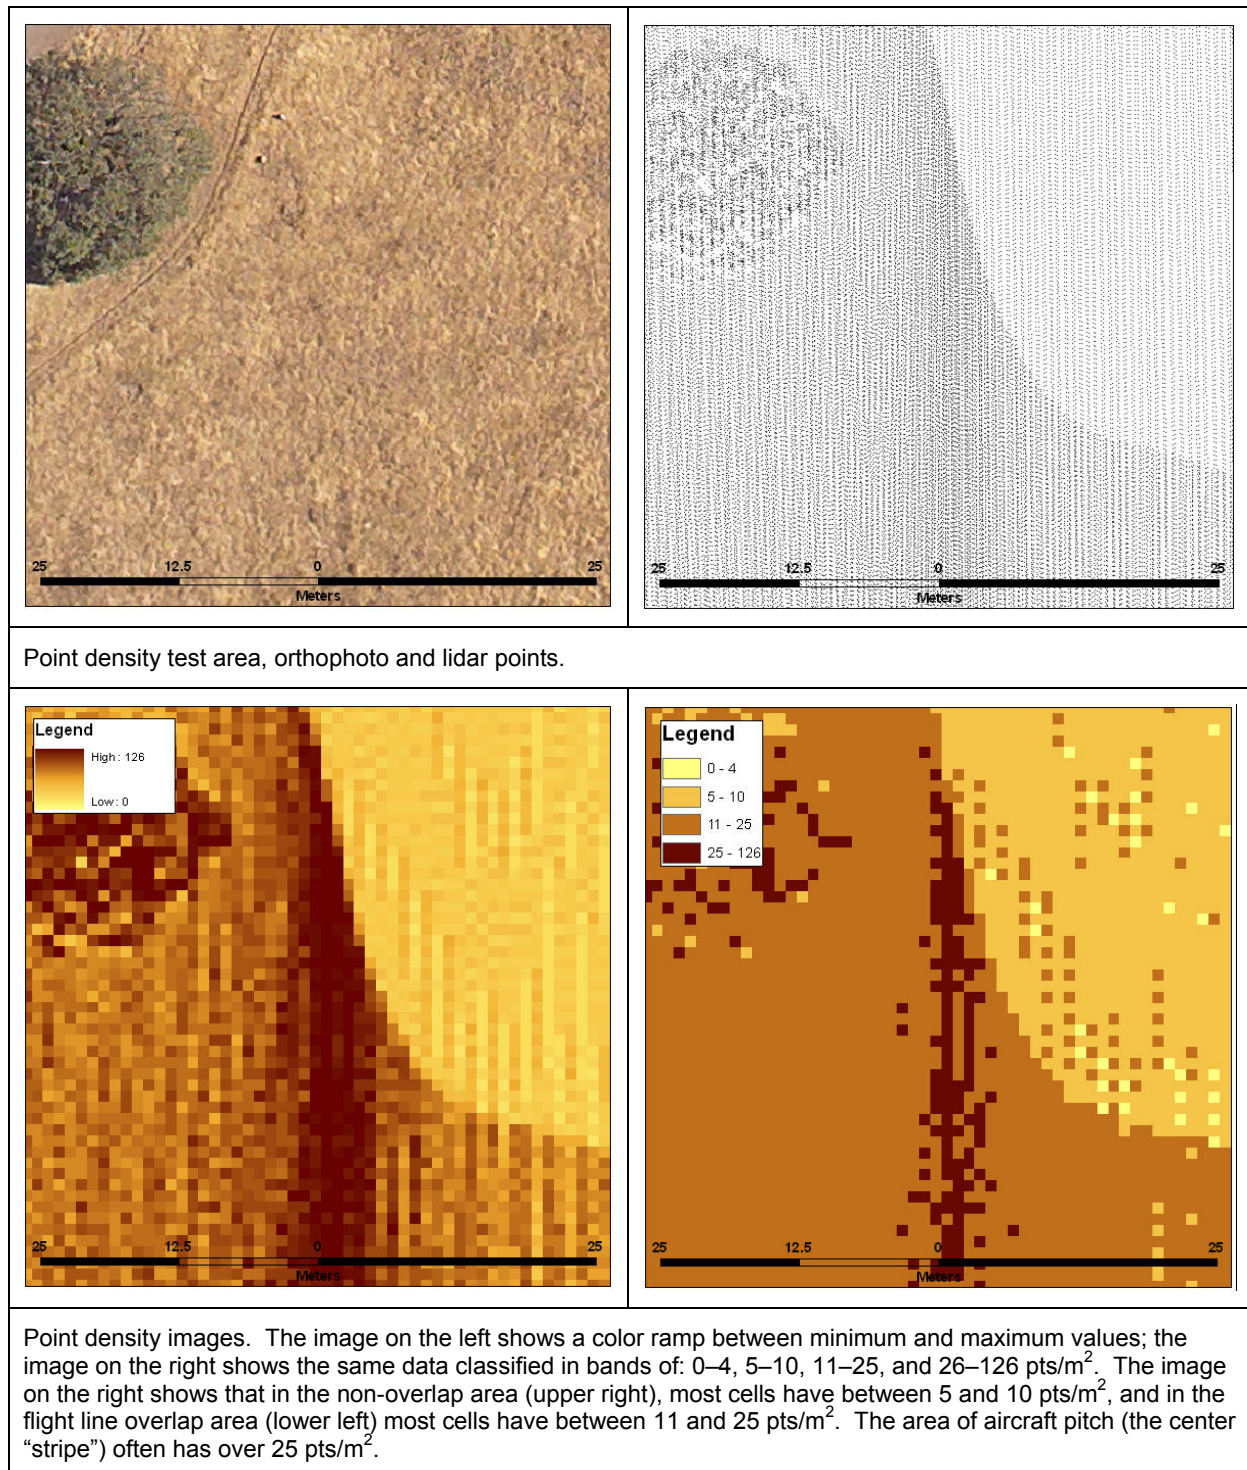 25 12.5 0 25
Meters
25 12.5 0 25
Meters
Point density test area, orthophoto and lidar points.
Legend
High : 126
Low : 0
25 12.5 0 25
Meters
Legend
0 - 4
5 - 10
11 - 25
25 - 126
25 12.5 0 25
Meters
Point density images. The image on the left shows a color ramp between minimum and maximum values; the
image on the right shows the same data classified in bands of: 0–4, 5–10, 11–25, and 26–126 pts/m². The image
on the right shows that in the non-overlap area (upper right), most cells have between 5 and 10 pts/m², and in the
flight line overlap area (lower left) most cells have between 11 and 25 pts/m². The area of aircraft pitch (the center
“stripe”) often has over 25 pts/m².